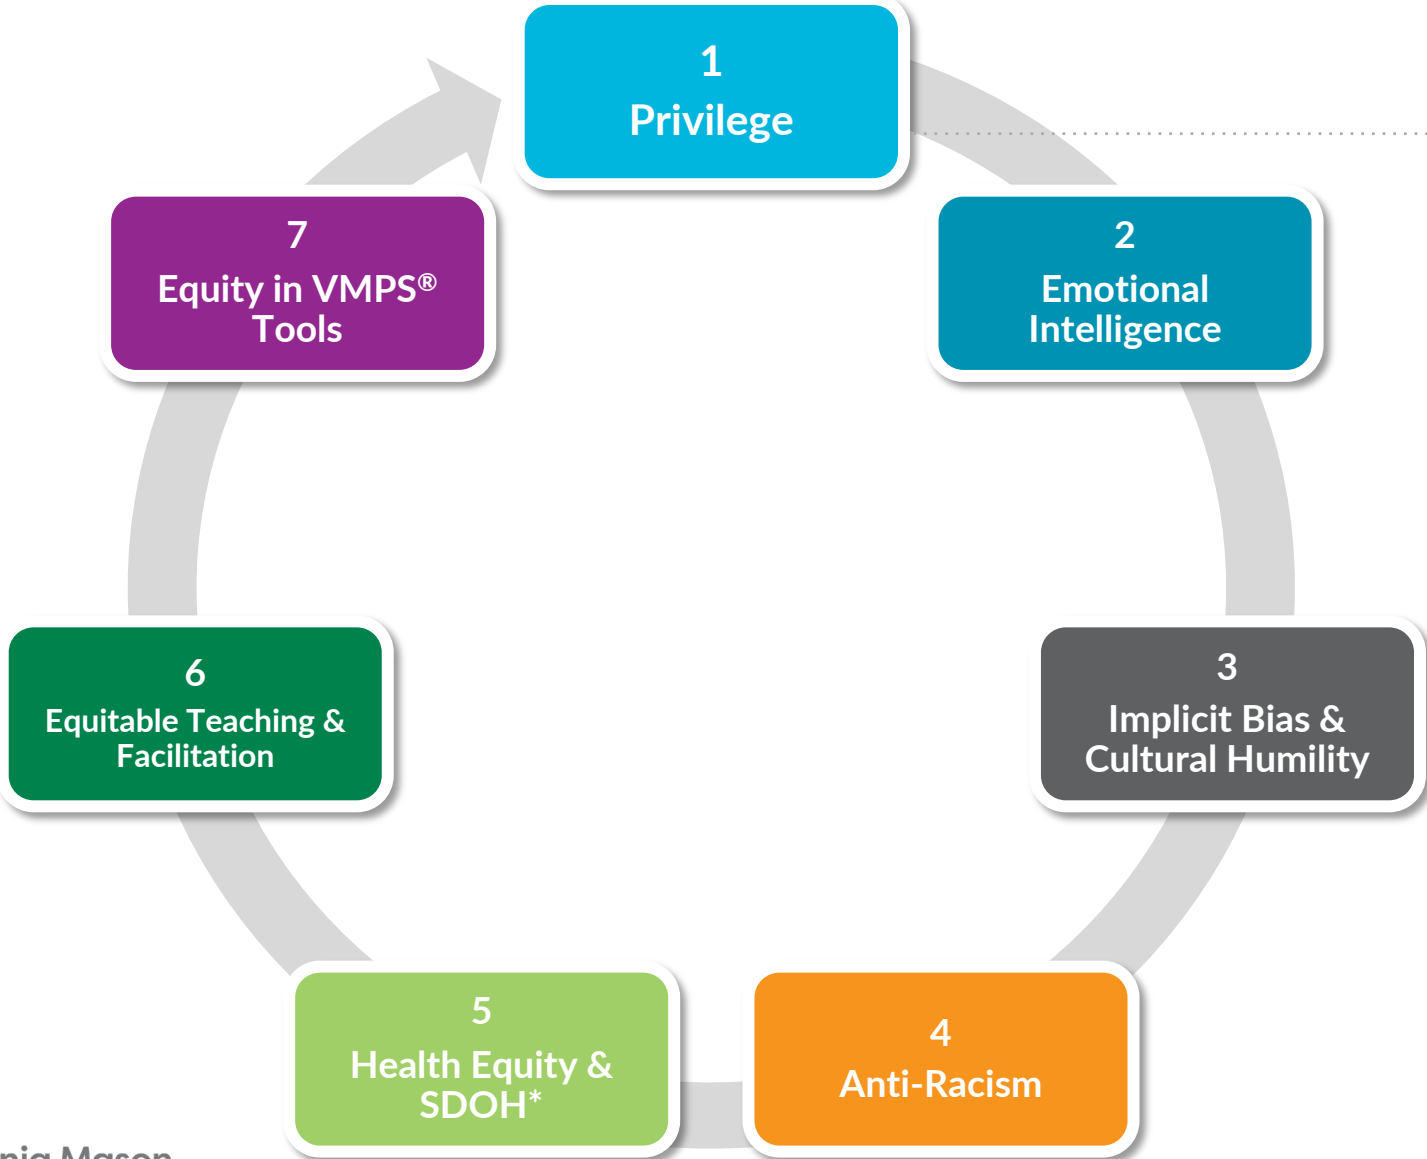 1
Privilege
2
Emotional
Intelligence
3
Implicit Bias &
Cultural Humility
4
Anti-Racism
5
Health Equity &
SDOH*
6
Equitable Teaching &
Facilitation
7
Equity in VMPS®
Tools
Mason